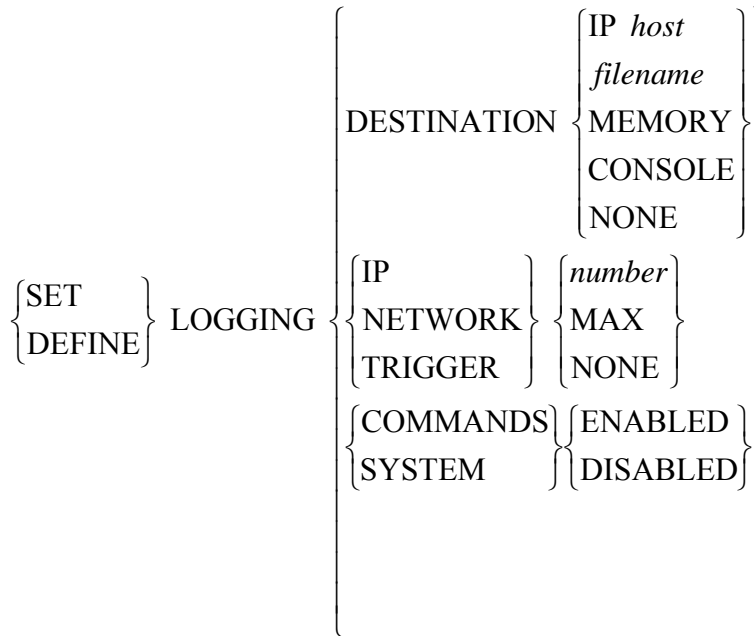 IP host
filename
DESTINATION MEMORY
CONSOLE
NONE
IP number
SET
DEFINE LOGGING NETWORK MAX
TRIGGER NONE
COMMANDS ENABLED
SYSTEM DISABLED